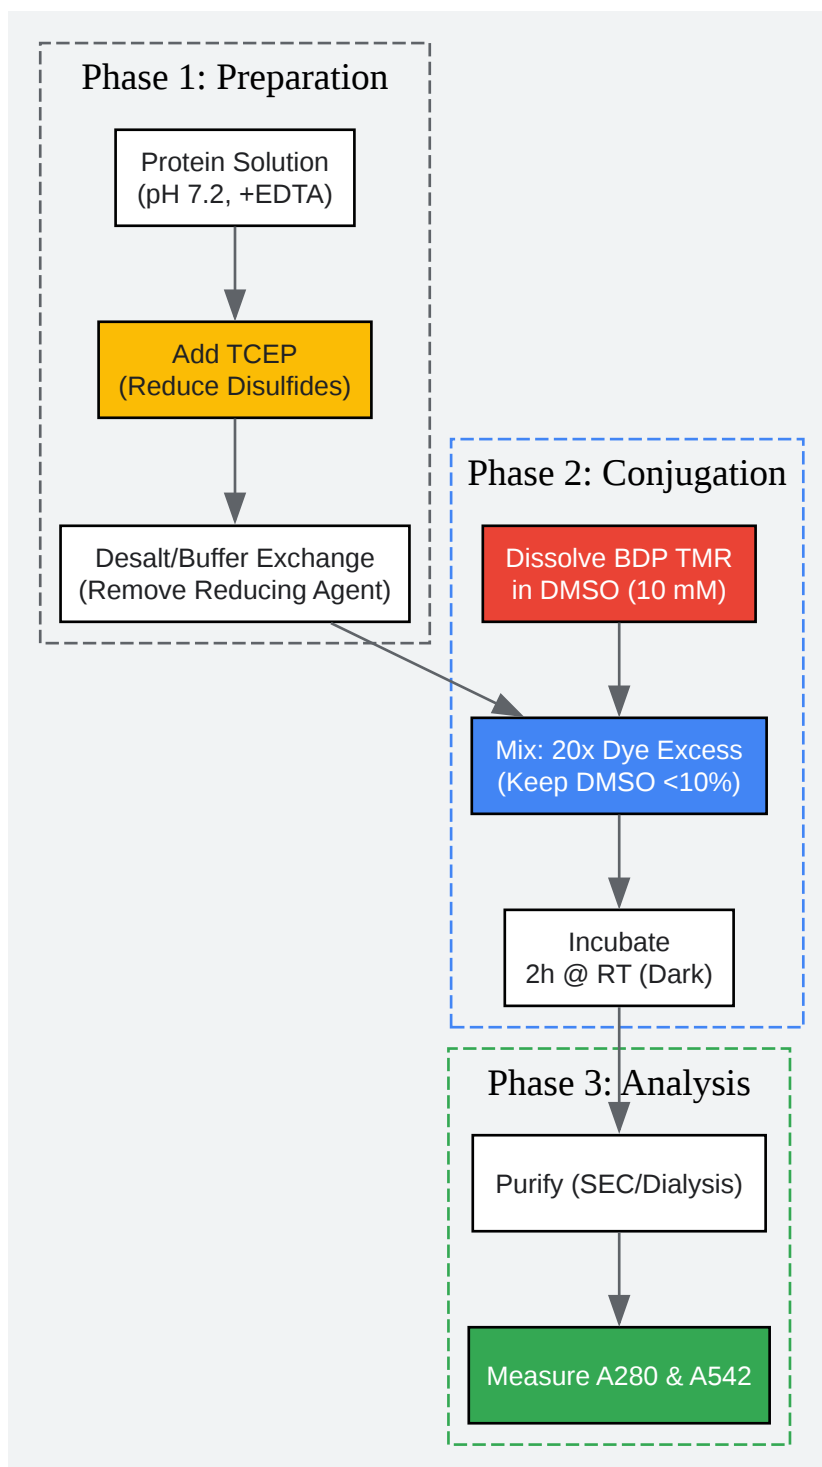 Phase 1: Preparation
Protein Solution
(pH 7.2, +EDTA)
Add TCEP
(Reduce Disulfides)
Desalt/Buffer Exchange
(Remove Reducing Agent)
Phase 2: Conjugation
Dissolve BDP TMR
in DMSO (10 mM)
Mix: 20x Dye Excess
(Keep DMSO <10%)
Incubate
2h @ RT (Dark)
Phase 3: Analysis
Purify (SEC/Dialysis)
Measure A280 & A542